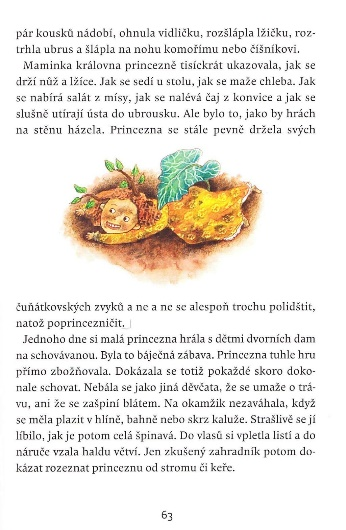 pár kousků nádobí, ohnula vidličku, rozšlápla lžičku, roz-
trhla ubrus a šlápla na nohu komořímu nebo číšníkovi.
Maminka královna princezně tisíckrát ukazovala, jak se
drží nůž a lžíce. Jak se sedí u stolu, jak se maže chleba. Jak
se nabírá salát z mísy, jak se nalévá čaj z konvice a jak se
slušně utírají ústa do ubrousku. Ale bylo to, jako by hrách
na stěnu házela. Princezna se stále pevně držela svých
čuňátkovských zvyků a ne a ne se alespoň trochu polidštit,
natož poprincezničit.
Jednoho dne si malá princezna hrála s dětmi dvorních dam
na schovávanou. Byla to báječná zábava. Princezna tuhle hru
přímo zbožňovala. Dokázala se totiž pokaždé skoro doko-
nale schovat. Nebála se jako jiná děvčata, že se umaže o trá-
vu, ani že se zašpiní blátem. Na okamžik nezaváhala, když
se měla plazit v hlíně, bahně nebo skrz kaluže. Strašlivě se jí
líbilo, jak je potom celá špinavá. Do vlasů si vpletla listí a do
náruče vzala haldu větví. Jen zkušený zahradník potom do-
kázat rozeznat princeznu od stromu či keře.
63